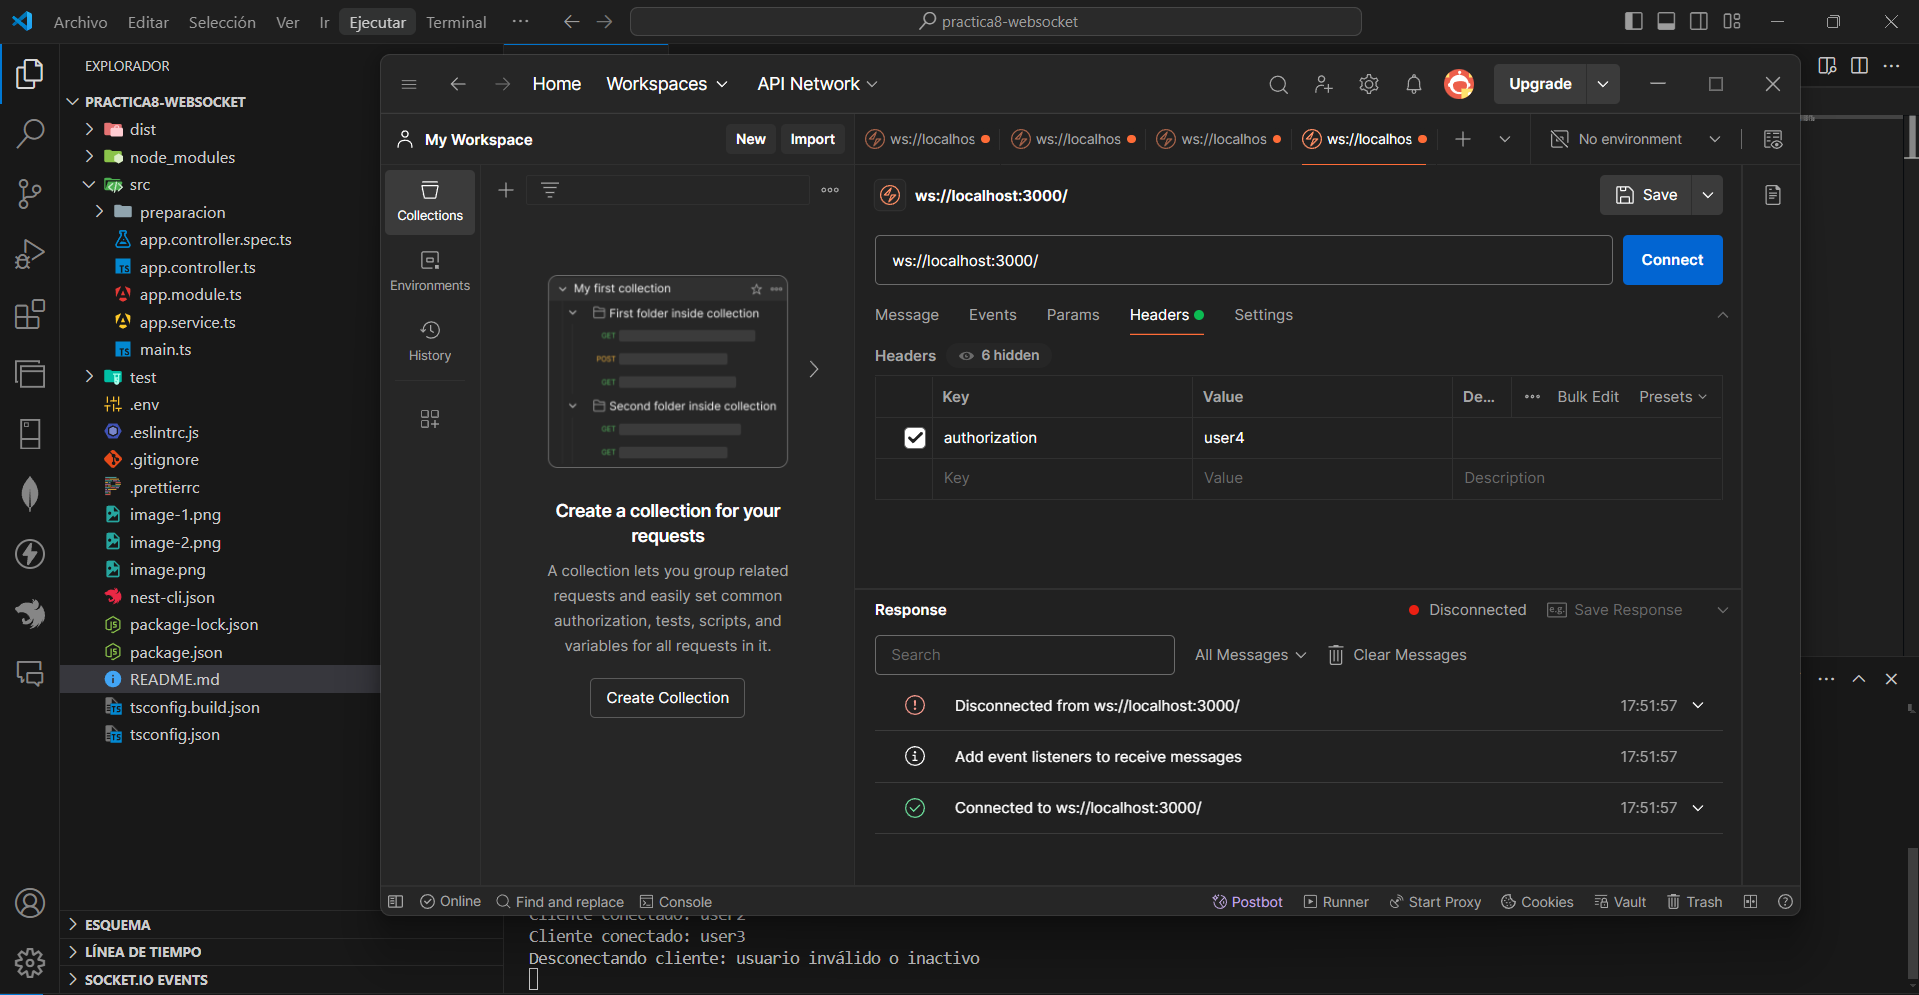 Archivo Editar Selección Ver Ir Ejecutar Terminal ··· practica8-websocket
EXPLORADOR
PRACTICA8-WEBSOCKET
dist
node_modules
src
preparacion
app.controller.spec.ts
app.controller.ts
app.module.ts
app.service.ts
main.ts
test
.env
.eslintrc.js
.gitignore
.prettierrc
image-1.png
image-2.png
image.png
nest-cli.json
package-lock.json
package.json
README.md
tsconfig.build.json
tsconfig.json
ESQUEMA
LÍNEA DE TIEMPO
SOCKET.IO EVENTS
Home Workspaces API Network Upgrade
My Workspace New Import
ws://localhos ws://localhos ws://localhos ws://localhos No environment
Collections
Environments
History
My first collection
First folder inside collection
GET
POST
GET
Second folder inside collection
GET
GET
Create a collection for your
requests
A collection lets you group related
requests and easily set common
authorization, tests, scripts, and
variables for all requests in it.
Create Collection
ws://localhost:3000/ Save
ws://localhost:3000/ Connect
Message Events Params Headers Settings
Headers 6 hidden
Key Value De... ··· Bulk Edit Presets
authorization user4
Key Value Description
Response Disconnected e.g. Save Response
Search All Messages Clear Messages
Disconnected from ws://localhost:3000/ 17:51:57
Add event listeners to receive messages 17:51:57
Connected to ws://localhost:3000/ 17:51:57
Online Find and replace Console Postbot Runner Start Proxy Cookies Vault Trash
Cliente conectado: user2
Cliente conectado: user3
Desconectando cliente: usuario inválido o inactivo